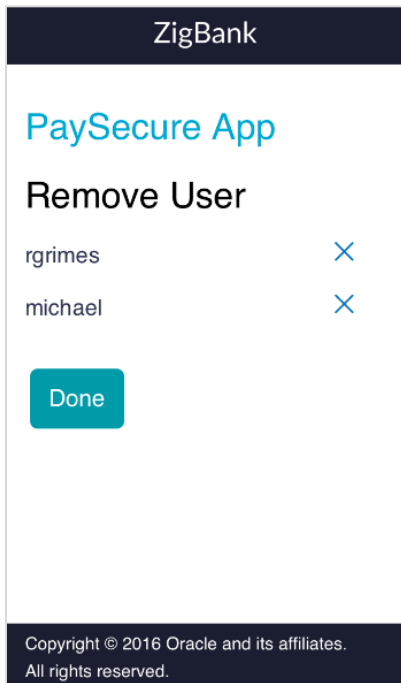 ZigBank
PaySecure App
Remove User
rgrimes
michael
Done
Copyright © 2016 Oracle and its affiliates.
All rights reserved.